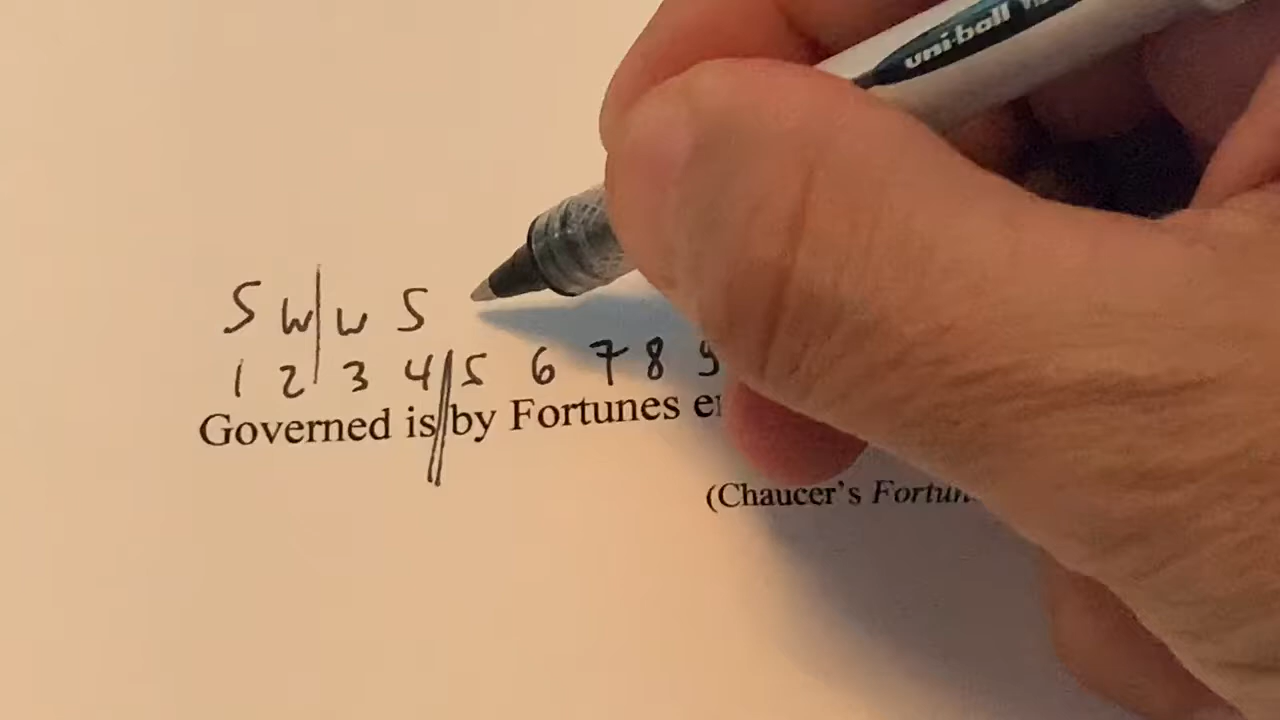 uni-ball
S W | W S
1 2 | 3 4 || 5 6 7 8 9
Governed is || by Fortunes
(Chaucer's